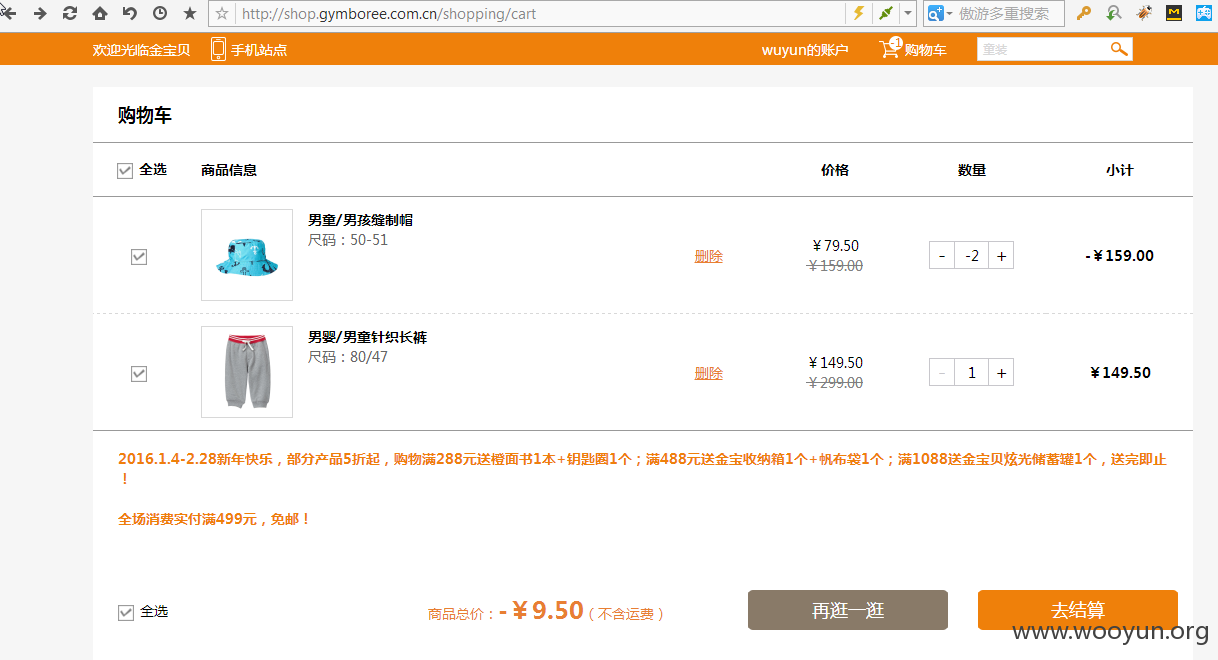 http://shop.gymboree.com.cn/shopping/cart
傲游多重搜索
欢迎光临金宝贝
手机站点
wuyun的账户
-1
购物车
童装
购物车
全选
商品信息
价格
数量
小计
男童/男孩缝制帽
尺码：50-51
删除
￥79.50
￥159.00
- -2 +
-￥159.00
男婴/男童针织长裤
尺码：80/47
删除
￥149.50
￥299.00
- 1 +
￥149.50
2016.1.4-2.28新年快乐，部分产品5折起，购物满288元送橙面书1本+钥匙圈1个；满488元送金宝收纳箱1个+帆布袋1个；满1088送金宝贝炫光储蓄罐1个，送完即止
！
全场消费实付满499元，免邮！
全选
商品总价：-￥9.50（不含运费）
再逛一逛
去结算
www.wooyun.org